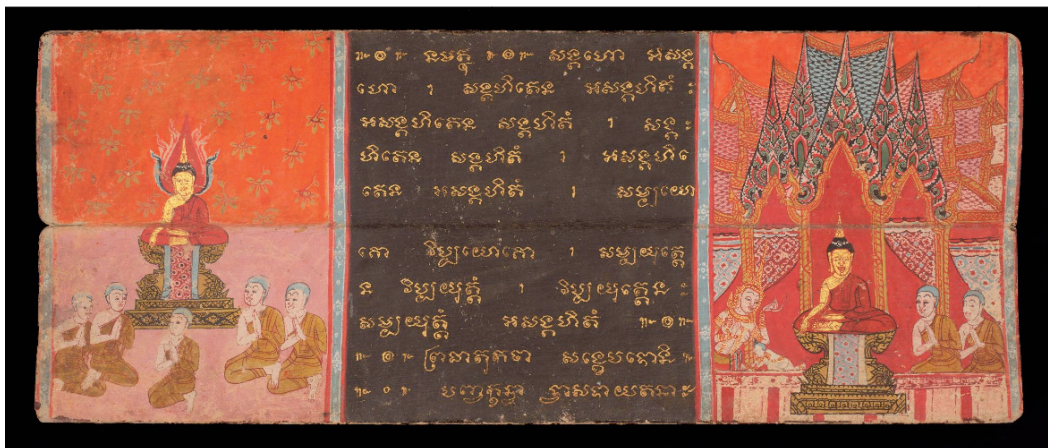 នមត្ថុ សង្គហោ អសង្គ
ហោ ។ សង្គហិតេន អសង្គហិតំ
អសង្គហិតេន សង្គហិតំ ។ សង្គ
ហិតេន សង្គហិតំ ។ អសង្គហិ
តេន អសង្គហិតំ ។ សម្បយោ
គោ វិប្បយោគោ ។ សម្បយុត្តេ
ន វិប្បយុត្តំ ។ វិប្បយុត្តេន
សម្បយុត្តំ អសង្គហិតំ
ព្រធាតុកថា
បញ្ចក្ខន្ធា